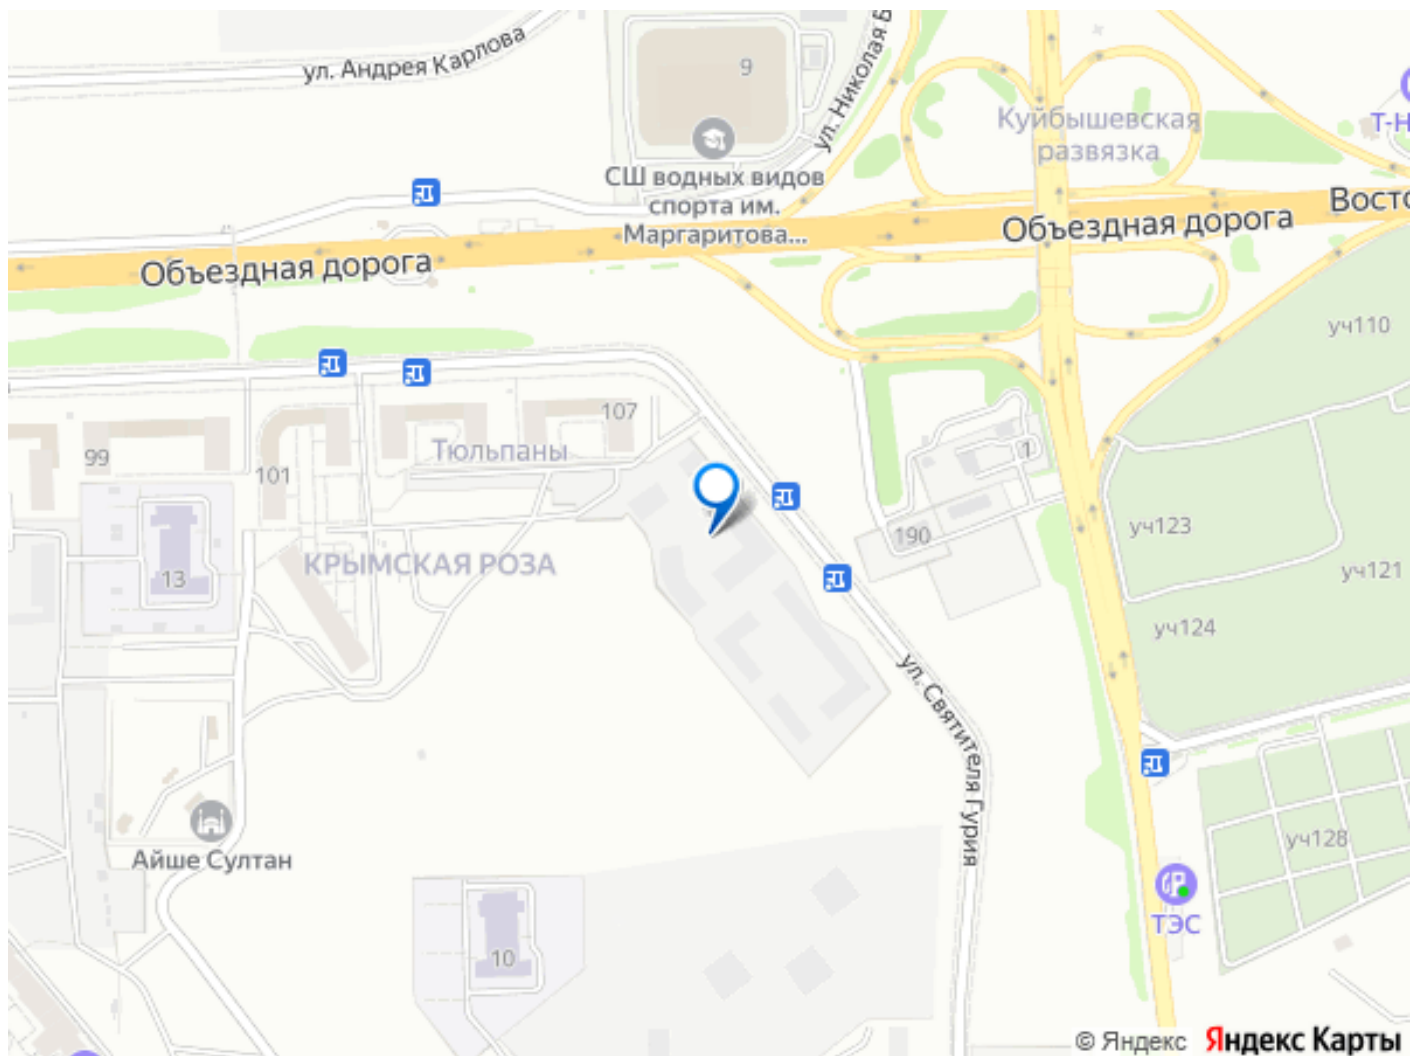 ул. Андрея Карлова
9
ул. Николая Б
Куйбышевская
развязка
Т-Н
СШ водных видов
спорта им.
Маргаритова...
Восто
Объездная дорога
Объездная дорога
уч110
107
Тюльпаны
99
101
1
190
уч123
КРЫМСКАЯ РОЗА
13
уч121
уч124
ул. Святителя Гурия
Айше Султан
уч128
ТЭС
10
© Яндекс Яндекс Карты